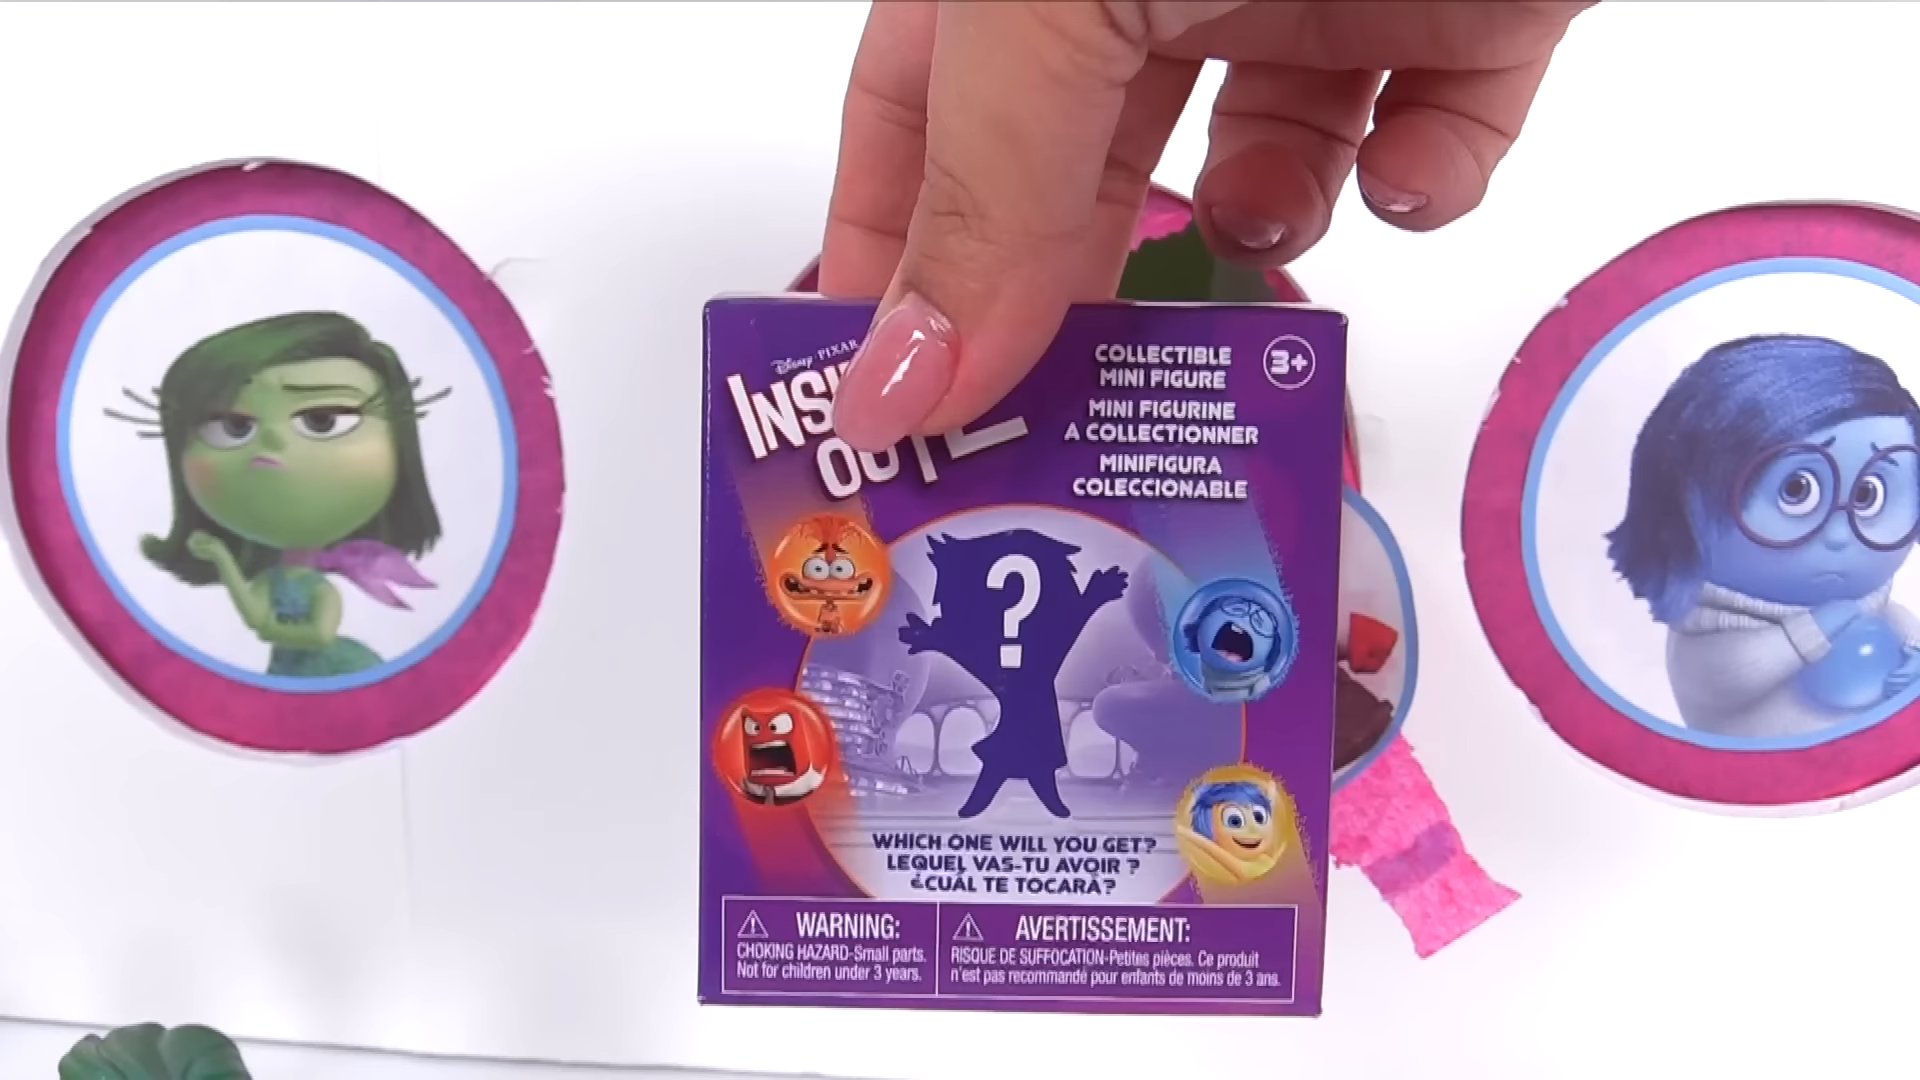 Disney · PIXAR
OUT 2
COLLECTIBLE
MINI FIGURE
3+
MINI FIGURINE
A COLLECTIONNER
MINIFIGURA
COLECCIONABLE
?
WHICH ONE WILL YOU GET?
LEQUEL VAS-TU AVOIR ?
¿CUÁL TE TOCARÁ?
WARNING:
CHOKING HAZARD-Small parts.
Not for children under 3 years.
AVERTISSEMENT:
RISQUE DE SUFFOCATION-Petites pièces. Ce produit
n'est pas recommandé pour enfants de moins de 3 ans.